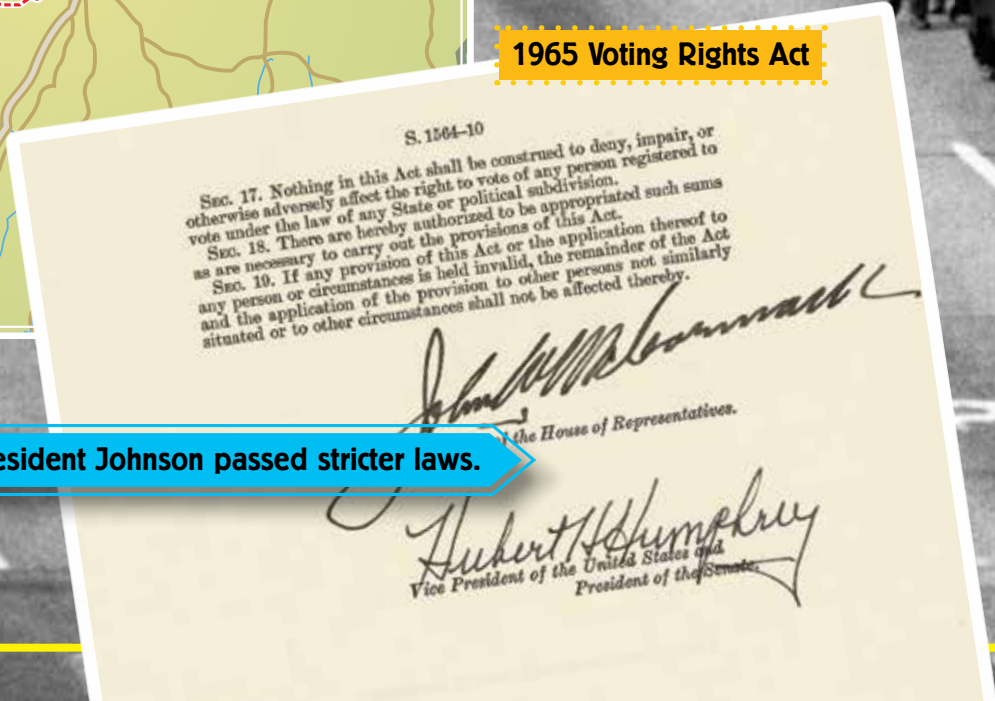 1965 Voting Rights Act
S. 1564–10
SEC. 17. Nothing in this Act shall be construed to deny, impair, or
otherwise adversely affect the right to vote of any person registered to
vote under the law of any State or political subdivision.
SEC. 18. There are hereby authorized to be appropriated such sums
as are necessary to carry out the provisions of this Act.
SEC. 19. If any provision of this Act or the application thereof to
any person or circumstances is held invalid, the remainder of the Act
and the application of the provision to other persons not similarly
situated or to other circumstances shall not be affected thereby.
John W McCormack
the House of Representatives.
esident Johnson passed stricter laws.
Hubert H Humphrey
Vice President of the United States and
President of the Senate.